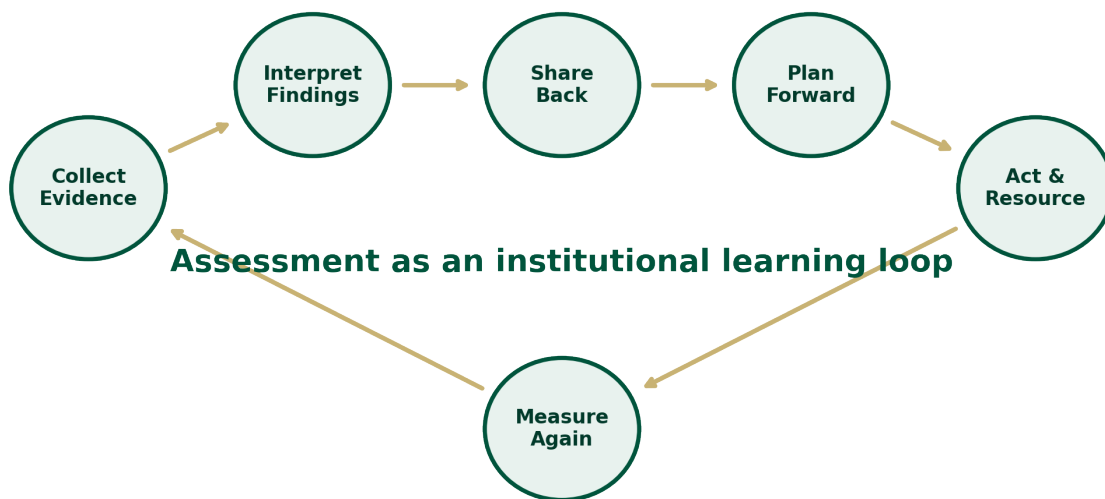 Interpret
Findings
Share
Back
Plan
Forward
Collect
Evidence
Act &
Resource
Assessment as an institutional learning loop
Measure
Again